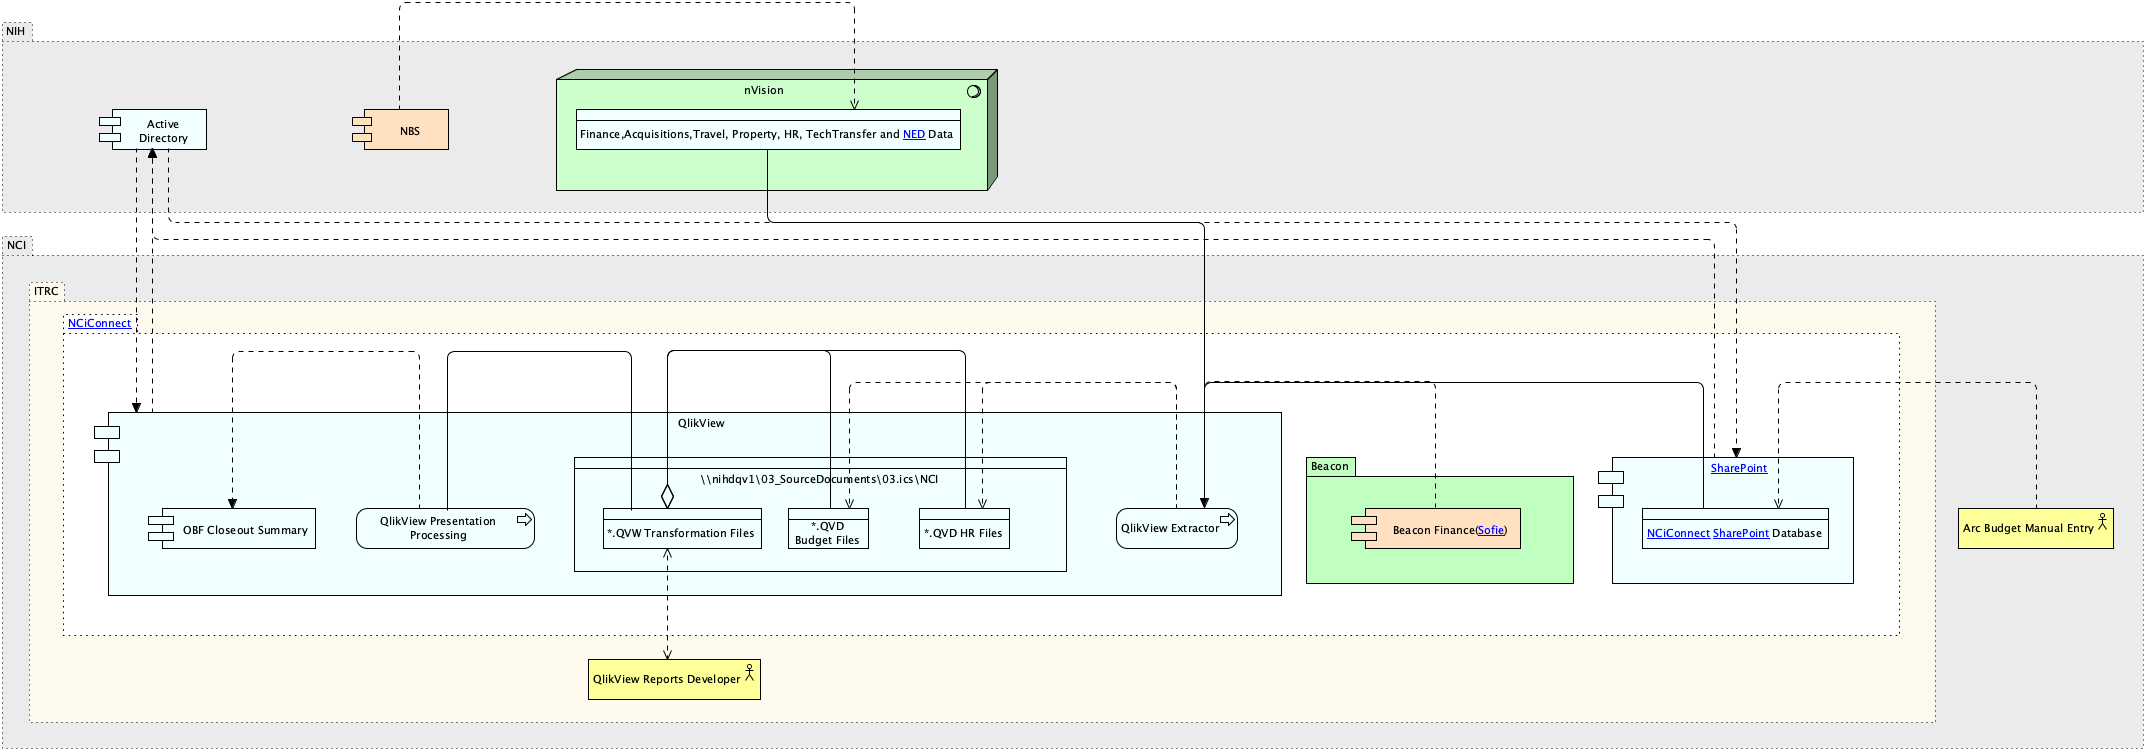 NIH
nVision
Active
Directory
NBS
Finance,Acquisitions,Travel, Property, HR, TechTransfer and NED Data
NCI
ITRC
NCiConnect
QlikView
Beacon
SharePoint
\\nihdqv1\03_SourceDocuments\03.ics\NCI
OBF Closeout Summary
QlikView Presentation
Processing
*.QVW Transformation Files
*.QVD
Budget Files
*.QVD HR Files
QlikView Extractor
Beacon Finance(Sofie)
NCiConnect SharePoint Database
Arc Budget Manual Entry
QlikView Reports Developer